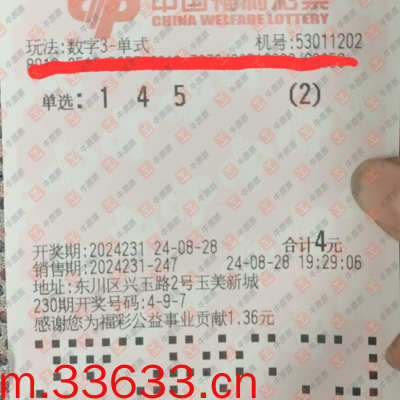 中国福利彩票
CHINA WELFARE LOTTERY
玩法:数字3-单式 机号:53011202
单选: 1 4 5 (2)
开奖期:2024231 24-08-28 合计4元
销售期:2024231-247 24-08-28 19:29:06
地址:东川区兴玉路2号玉美新城
230期开奖号码:4-9-7
感谢您为福彩公益事业贡献1.36元
m.33633.cn